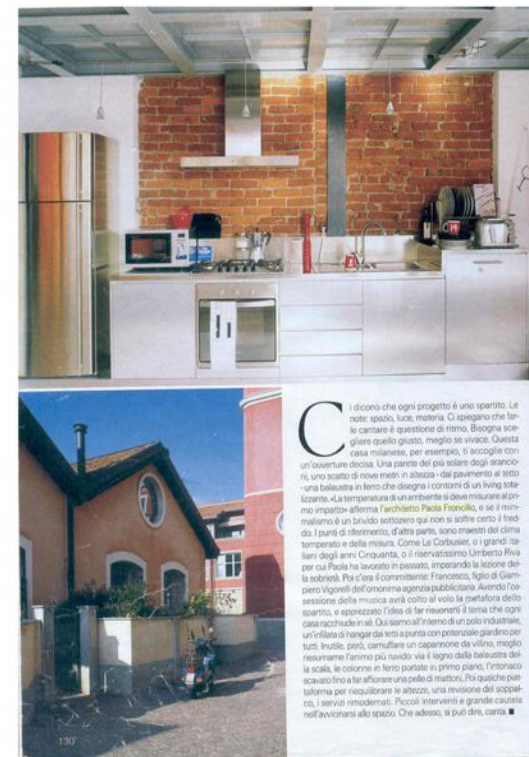 Ci dicono che ogni progetto è uno spartito. Le
note: spazio, luce, materia. Ci spiegano che far-
le cantare è questione di ritmo. Bisogna sce-
gliere quello giusto, meglio se vivace. Questa
casa milanese, per esempio, ti accoglie con
un'ouverture decisa. Una parete del più solare degli arancio-
ni, uno scatto di nove metri in altezza - dal pavimento al tetto
- una balaustra in ferro che disegna i contorni di un living tota-
lizzante. «La temperatura di un ambiente si deve misurare al pri-
mo impatto» afferma l'architetto Paola Froncillo, e se il mini-
malismo è un brivido sottozero qui non si soffre certo il fred-
do. I punti di riferimento, d'altra parte, sono maestri del clima
temperato e della misura. Come Le Corbusier, o i grandi ita-
liani degli anni Cinquanta, o il riservatissimo Umberto Riva
per cui Paola ha lavorato in passato, imparando la lezione del-
la sobrietà. Poi c'era il committente: Francesco, figlio di Giam-
piero Vigorelli dell'omonima agenzia pubblicitaria. Avendo l'os-
sessione della musica avrà colto al volo la metafora dello
spartito, e apprezzato l'idea di far risuonare il tema che ogni
casa racchiude in sé. Qui siamo all'interno di un polo industriale,
un'infilata di hangar dai tetti a punta con potenziale giardino per
tutti. Inutile, però, camuffare un capannone da villino, meglio
riesumarne l'animo più ruvido: via il legno dalla balaustra del-
la scala, le colonne in ferro portate in primo piano, l'intonaco
scavato fino a far affiorare una pelle di mattoni. Poi qualche piat-
taforma per riequilibrare le altezze, una revisione del soppal-
co, i servizi rimodernati. Piccoli interventi e grande cautela
nell'avvicinarsi allo spazio. Che adesso, si può dire, canta. ■
130